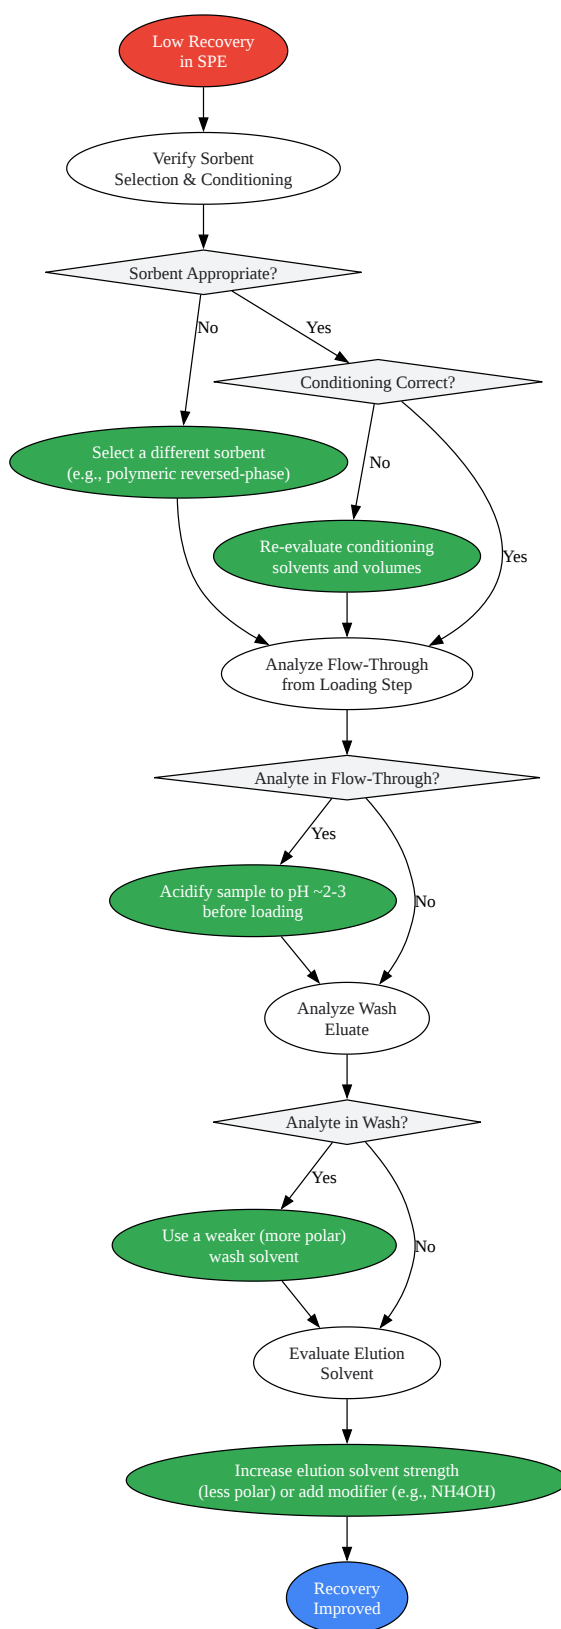 Low Recovery
in SPE
Verify Sorbent
Selection & Conditioning
Sorbent Appropriate?
No
Yes
Conditioning Correct?
Select a different sorbent
(e.g., polymeric reversed-phase)
No
Re-evaluate conditioning
solvents and volumes
Yes
Analyze Flow-Through
from Loading Step
Analyte in Flow-Through?
Yes
Acidify sample to pH ~2-3
before loading
No
Analyze Wash
Eluate
Analyte in Wash?
Yes
Use a weaker (more polar)
wash solvent
No
Evaluate Elution
Solvent
Increase elution solvent strength
(less polar) or add modifier (e.g., NH4OH)
Recovery
Improved